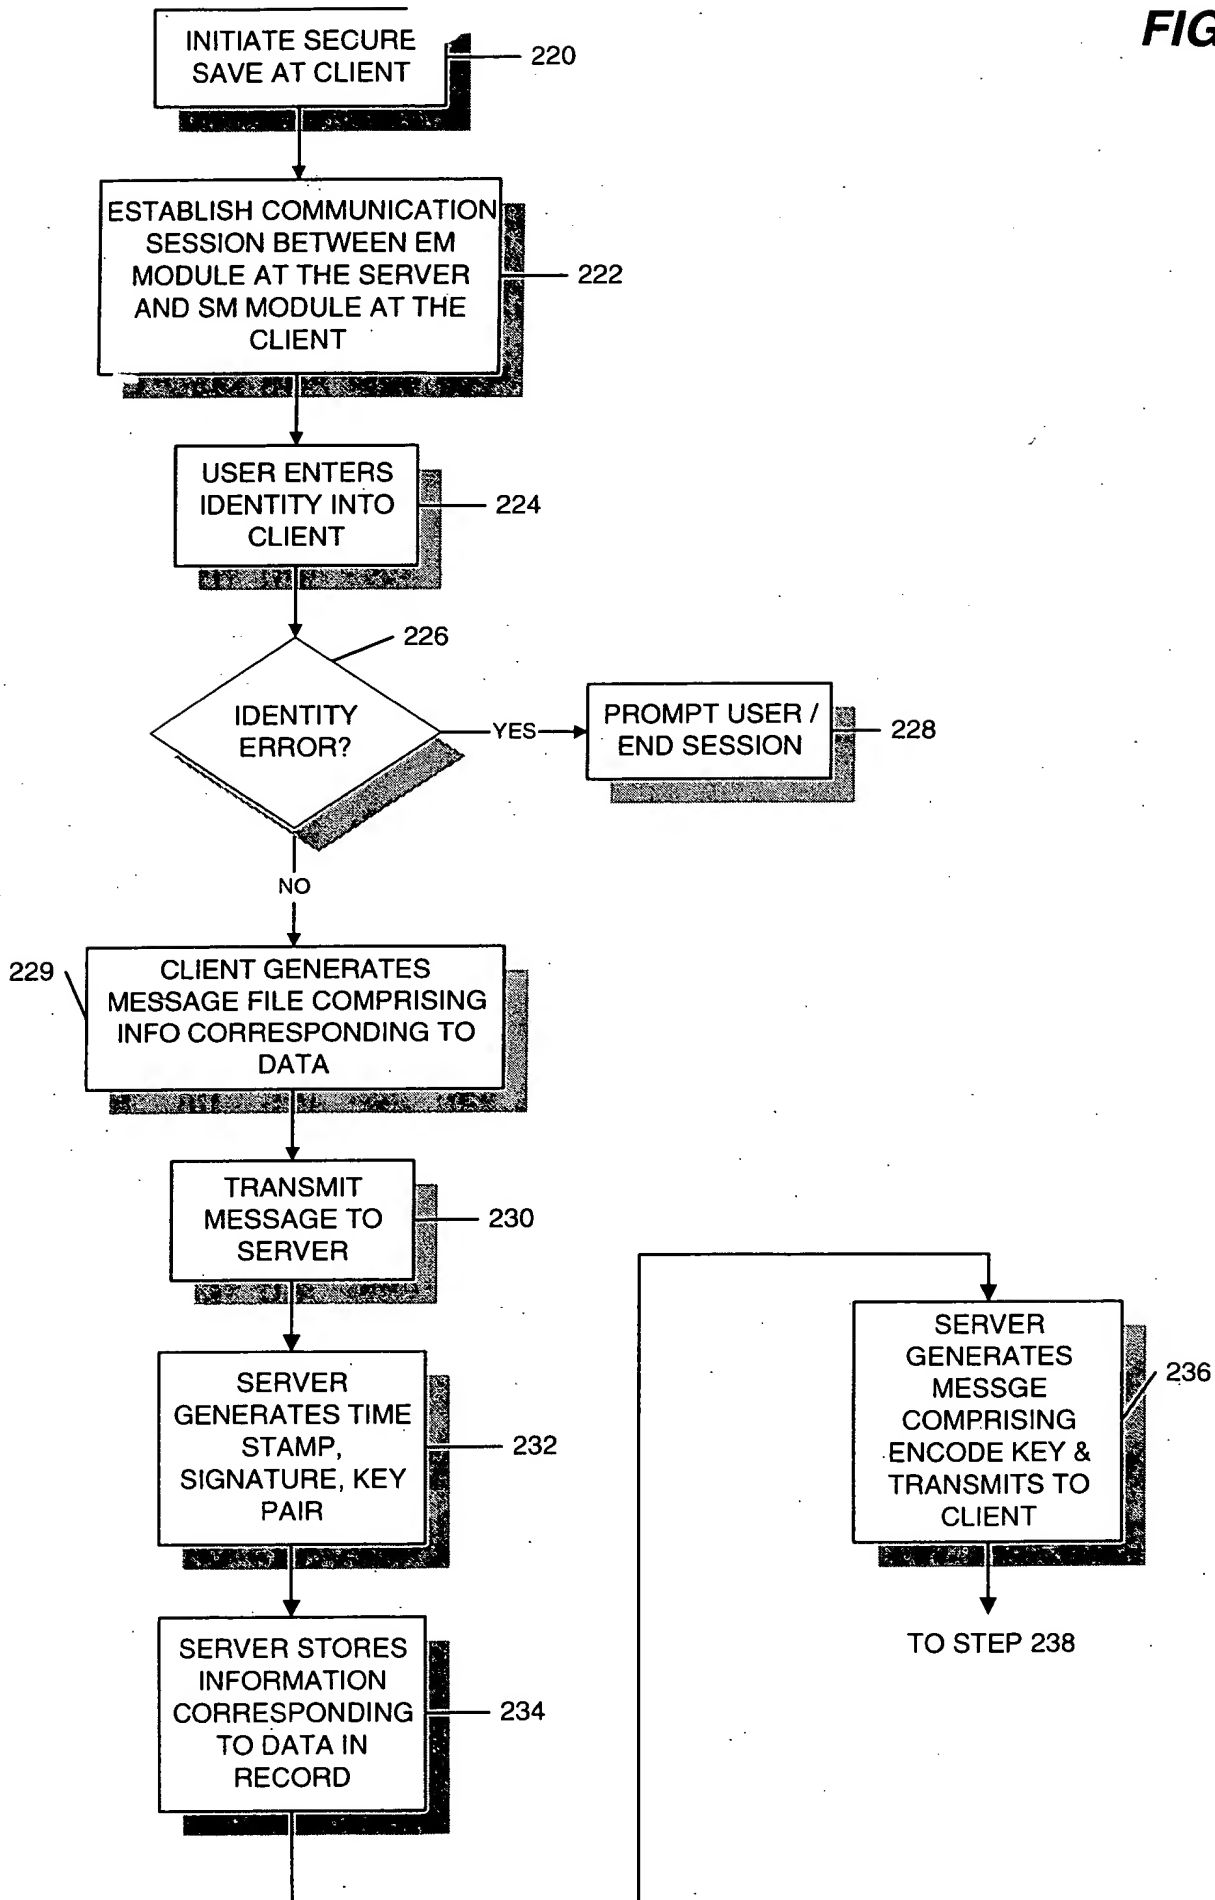 FIG
INITIATE SECURE
SAVE AT CLIENT
220
ESTABLISH COMMUNICATION
SESSION BETWEEN EM
MODULE AT THE SERVER
AND SM MODULE AT THE
CLIENT
222
USER ENTERS
IDENTITY INTO
CLIENT
224
226
IDENTITY
ERROR?
YES
PROMPT USER /
END SESSION
228
NO
229
CLIENT GENERATES
MESSAGE FILE COMPRISING
INFO CORRESPONDING TO
DATA
TRANSMIT
MESSAGE TO
SERVER
230
SERVER
GENERATES TIME
STAMP,
SIGNATURE, KEY
PAIR
232
SERVER STORES
INFORMATION
CORRESPONDING
TO DATA IN
RECORD
234
SERVER
GENERATES
MESSGE
COMPRISING
ENCODE KEY &
TRANSMITS TO
CLIENT
236
TO STEP 238